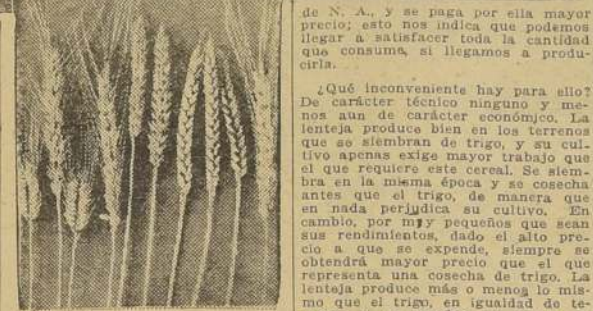 de N. A., y se paga por ella mayor
precio; esto nos indica que podemos
llegar a satisfacer toda la cantidad
que consuma, si llegamos a produ-
cirla.
¿Qué inconveniente hay para ello?
De carácter técnico ninguno y me-
nos aun de carácter económico. La
lenteja produce bien en los terrenos
que se siembran de trigo, y su cul-
tivo apenas exige mayor trabajo que
el que requiere este cereal. Se siem-
bra en la misma época y se cosecha
antes que el trigo, de manera que
en nada perjudica su cultivo. En
cambio, por muy pequeños que sean
sus rendimientos, dado el alto pre-
cio a que se expende, siempre se
obtendrá mayor precio que el que
representa una cosecha de trigo. La
lenteja produce más o menos lo mis-
mo que el trigo, en igualdad de te-